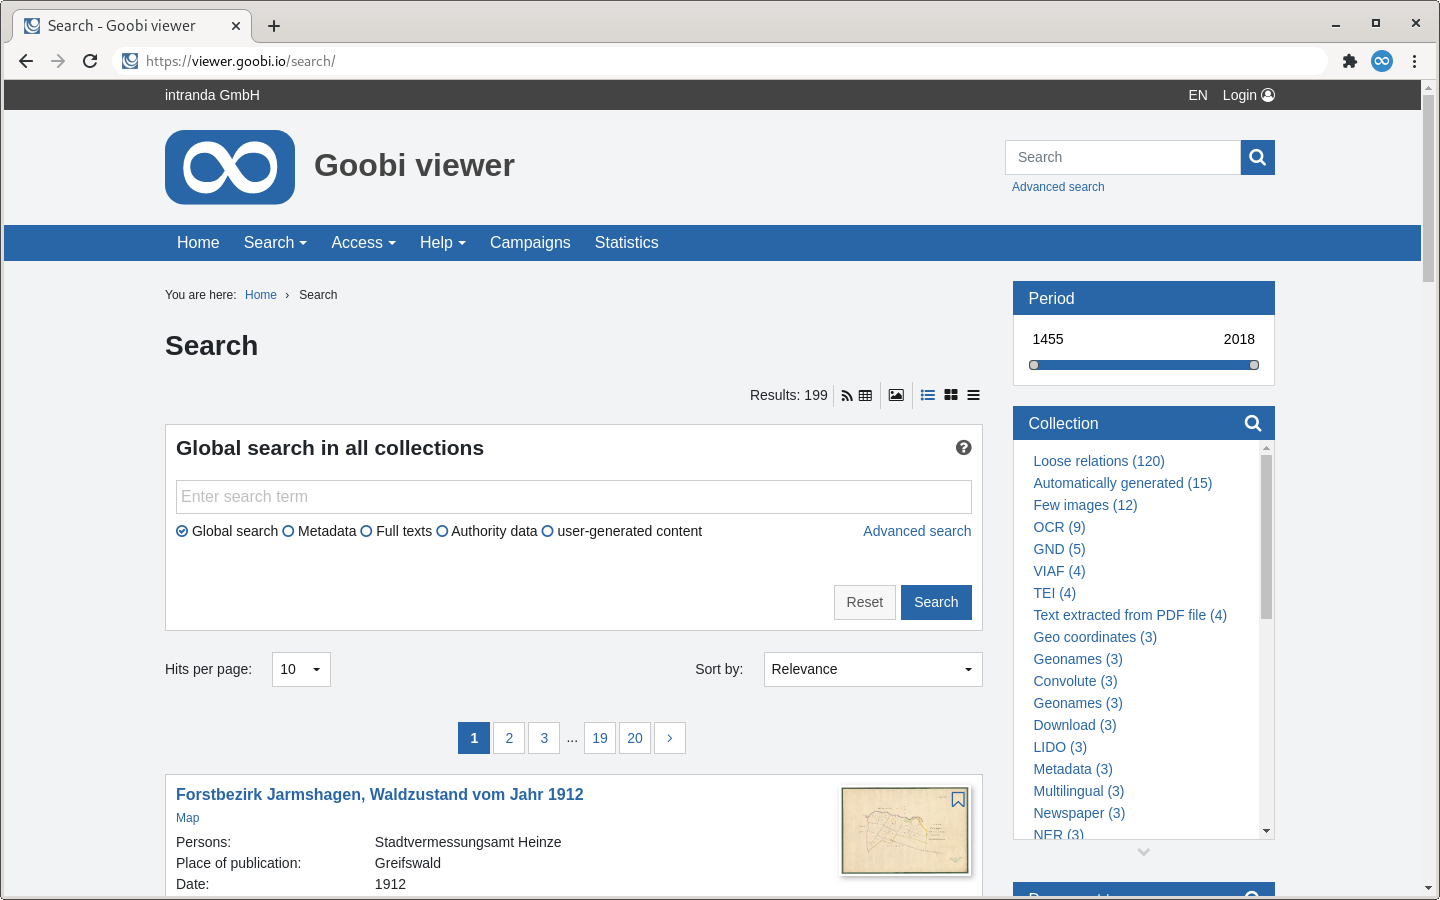 Search - Goobi viewer
https://viewer.goobi.io/search/
intranda GmbH
EN Login
Goobi viewer
Search
Advanced search
Home Search Access Help Campaigns Statistics
You are here: Home › Search
Search
Results: 199
Global search in all collections
Enter search term
Global search Metadata Full texts Authority data user-generated content Advanced search
Reset Search
Hits per page: 10 Sort by: Relevance
1 2 3 ... 19 20 ›
Forstbezirk Jarmshagen, Waldzustand vom Jahr 1912
Map
Persons: Stadtvermessungsamt Heinze
Place of publication: Greifswald
Date: 1912
Period
1455 2018
Collection
Loose relations (120)
Automatically generated (15)
Few images (12)
OCR (9)
GND (5)
VIAF (4)
TEI (4)
Text extracted from PDF file (4)
Geo coordinates (3)
Geonames (3)
Convolute (3)
Geonames (3)
Download (3)
LIDO (3)
Metadata (3)
Multilingual (3)
Newspaper (3)
NER (3)